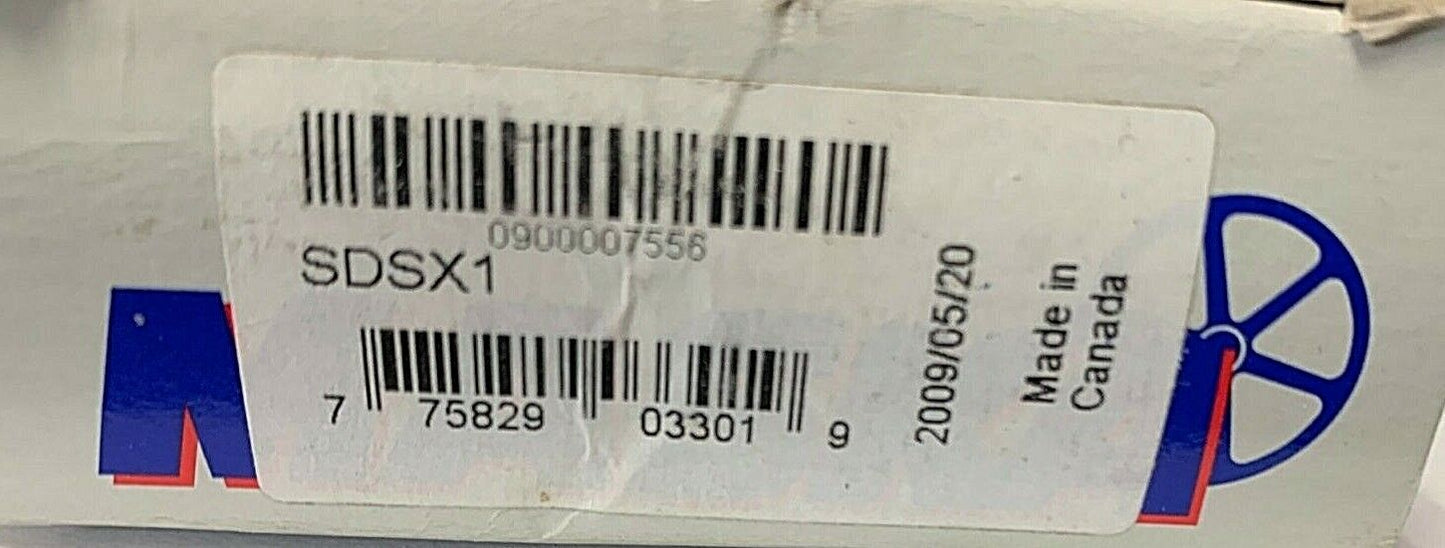 0900007556
SDSX1
7 75829 03301 9
2009/05/20
Made in
Canada